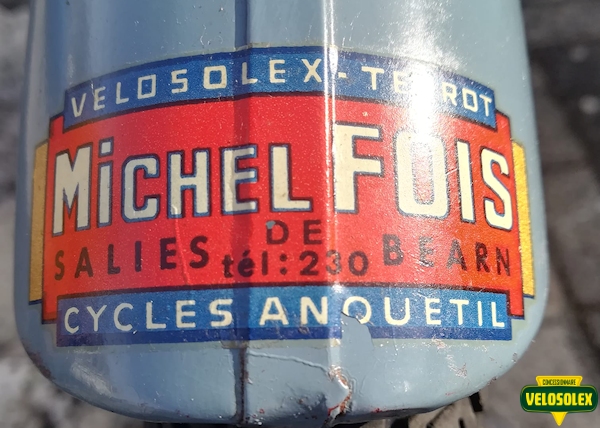 VELOSOLEX-TERROT
MiCHEL FOIS
SALIES DE BEARN
tél:230
CYCLES ANQUETIL
CONCESSIONNAIRE
VELOSOLEX